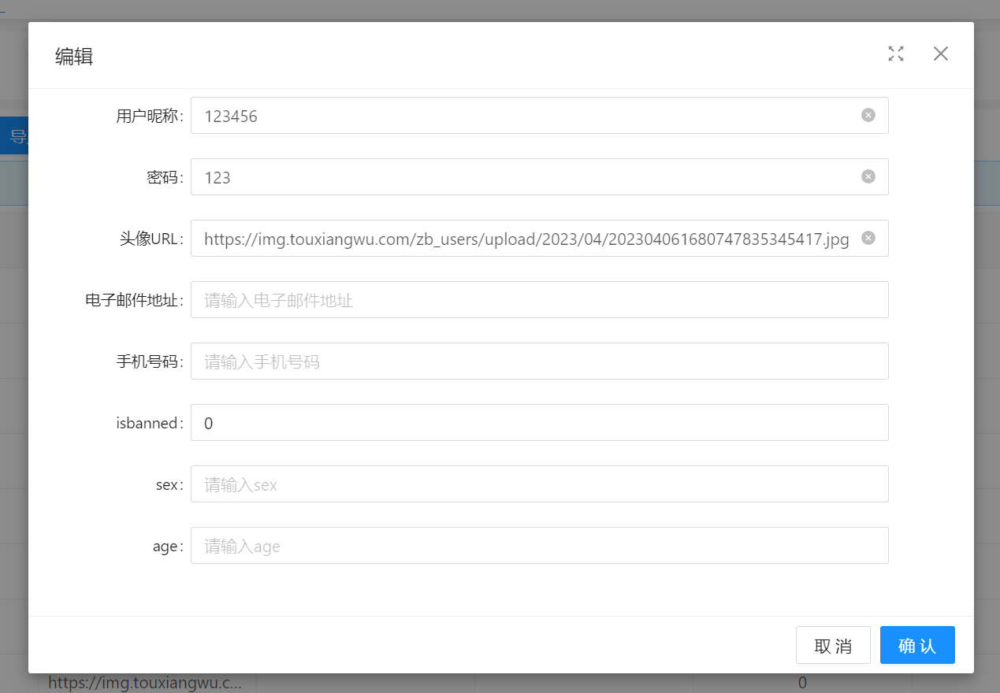 编辑
用户昵称: 123456
密码: 123
头像URL: https://img.touxiangwu.com/zb_users/upload/2023/04/202304061680747835345417.jpg
电子邮件地址: 请输入电子邮件地址
手机号码: 请输入手机号码
isbanned: 0
sex: 请输入sex
age: 请输入age
取 消 确 认
https://img.touxiangwu.c... 0